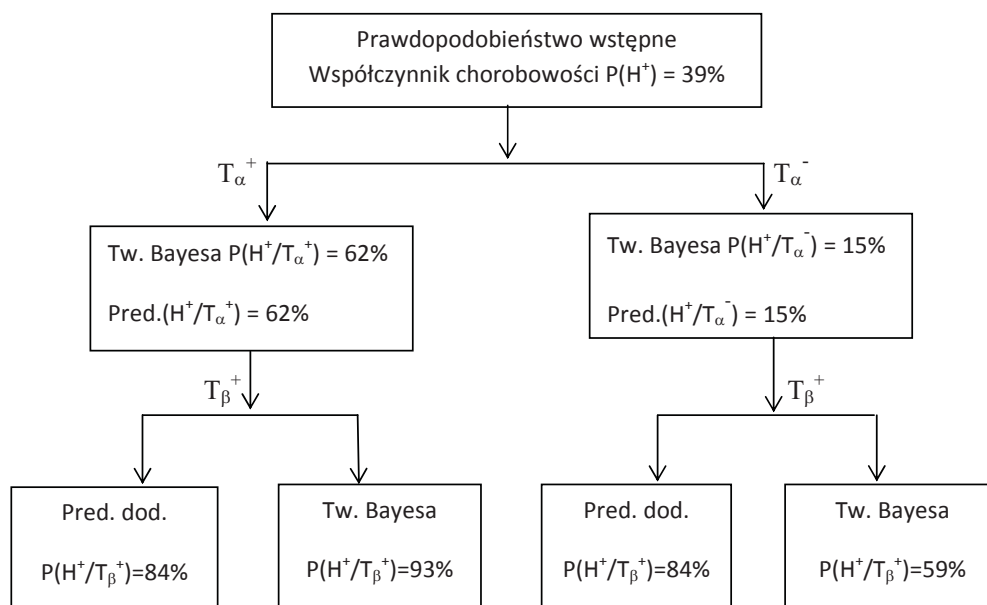 Prawdopodobieństwo wstępne
Współczynnik chorobowości P(H⁺) = 39%
Tα⁺
Tα⁻
Tw. Bayesa P(H⁺/Tα⁺) = 62%
Pred.(H⁺/Tα⁺) = 62%
Tw. Bayesa P(H⁺/Tα⁻) = 15%
Pred.(H⁺/Tα⁻) = 15%
Tβ⁺
Tβ⁺
Pred. dod.
P(H⁺/Tβ⁺)=84%
Tw. Bayesa
P(H⁺/Tβ⁺)=93%
Pred. dod.
P(H⁺/Tβ⁺)=84%
Tw. Bayesa
P(H⁺/Tβ⁺)=59%